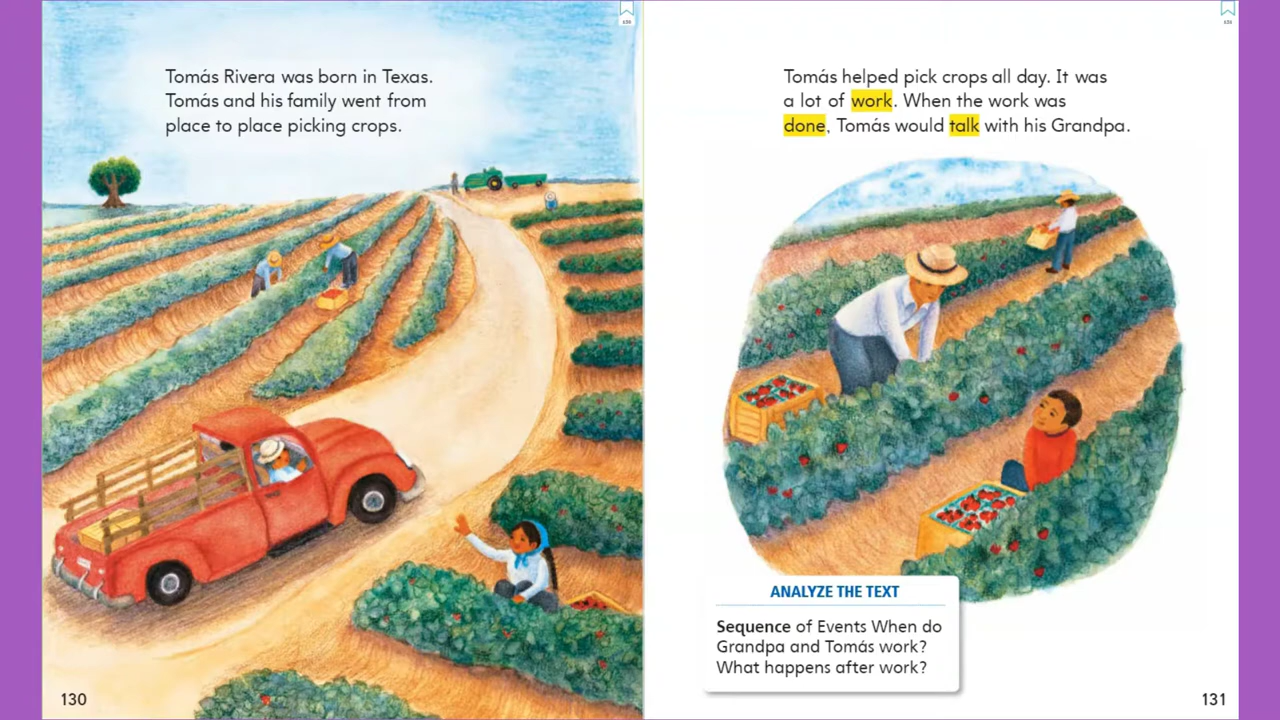 Tomás Rivera was born in Texas.
Tomás and his family went from
place to place picking crops.
130
Tomás helped pick crops all day. It was
a lot of work. When the work was
done, Tomás would talk with his Grandpa.
ANALYZE THE TEXT
Sequence of Events When do
Grandpa and Tomás work?
What happens after work?
131